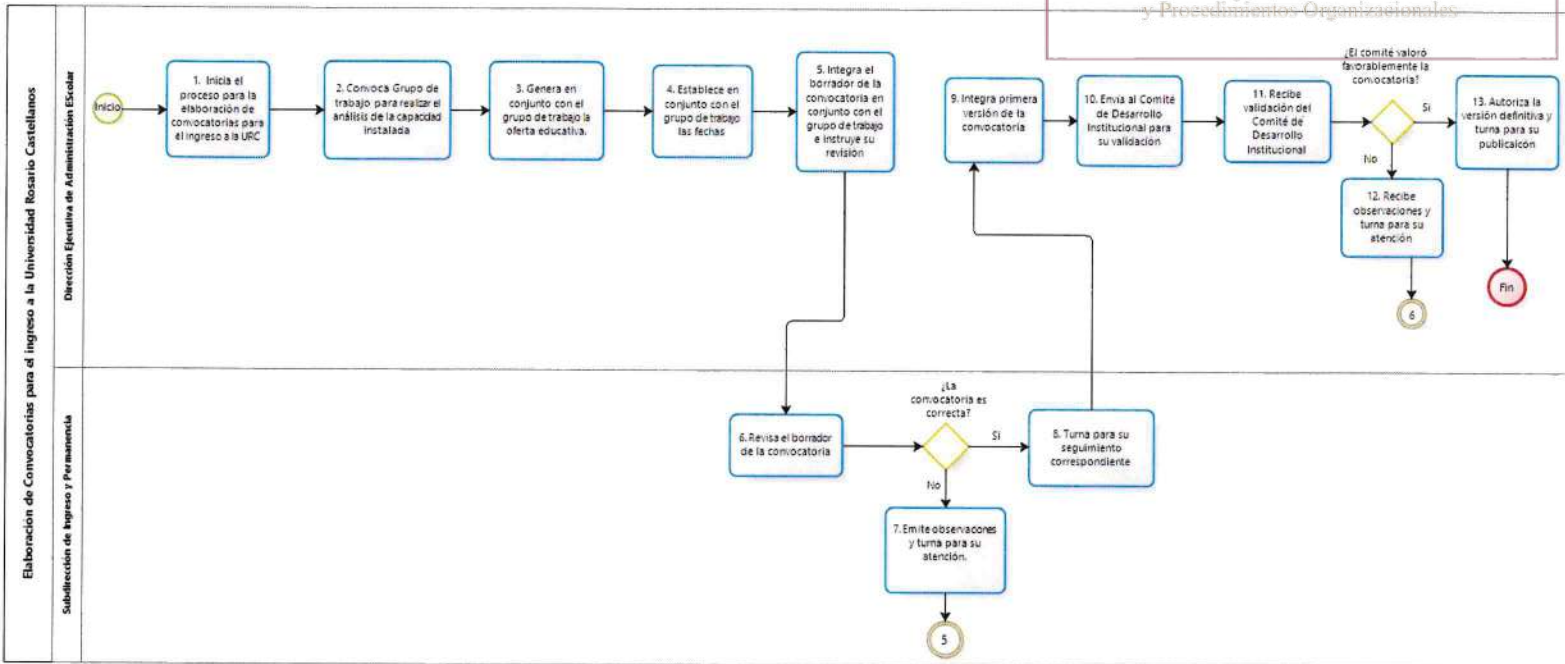 y Procedimientos Organizacionales
Elaboración de Convocatorias para el ingreso a la Universidad Rosario Castellanos
Dirección Ejecutiva de Administración Escolar
Inicio
1. Inicia el
proceso para la
elaboración de
convocatorias para
el ingreso a la URC
2. Convoca Grupo de
trabajo para realizar el
análisis de la capacidad
instalada
3. Genera en
conjunto con el
grupo de trabajo la
oferta educativa.
4. Establece en
conjunto con el
grupo de trabajo
las fechas
5. Integra el
borrador de la
convocatoria en
conjunto con el
grupo de trabajo
e instruye su
revisión
9. Integra primera
versión de la
convocatoria
10. Envía al Comité
de Desarrollo
Institucional para
su validación
11. Recibe
validación del
Comité de
Desarrollo
Institucional
¿El comité valoró
favorablemente la
convocatoria?
Si
No
13. Autoriza la
versión definitiva y
turna para su
publicaicón
12. Recibe
observaciones y
turna para su
atención
6
Fin
Subdirección de Ingreso y Permanencia
6. Revisa el borrador
de la convocatoria
¿La
convocatoria es
correcta?
Si
No
8. Turna para su
seguimiento
correspondiente
7. Emite observacones
y turna para su
atención.
5